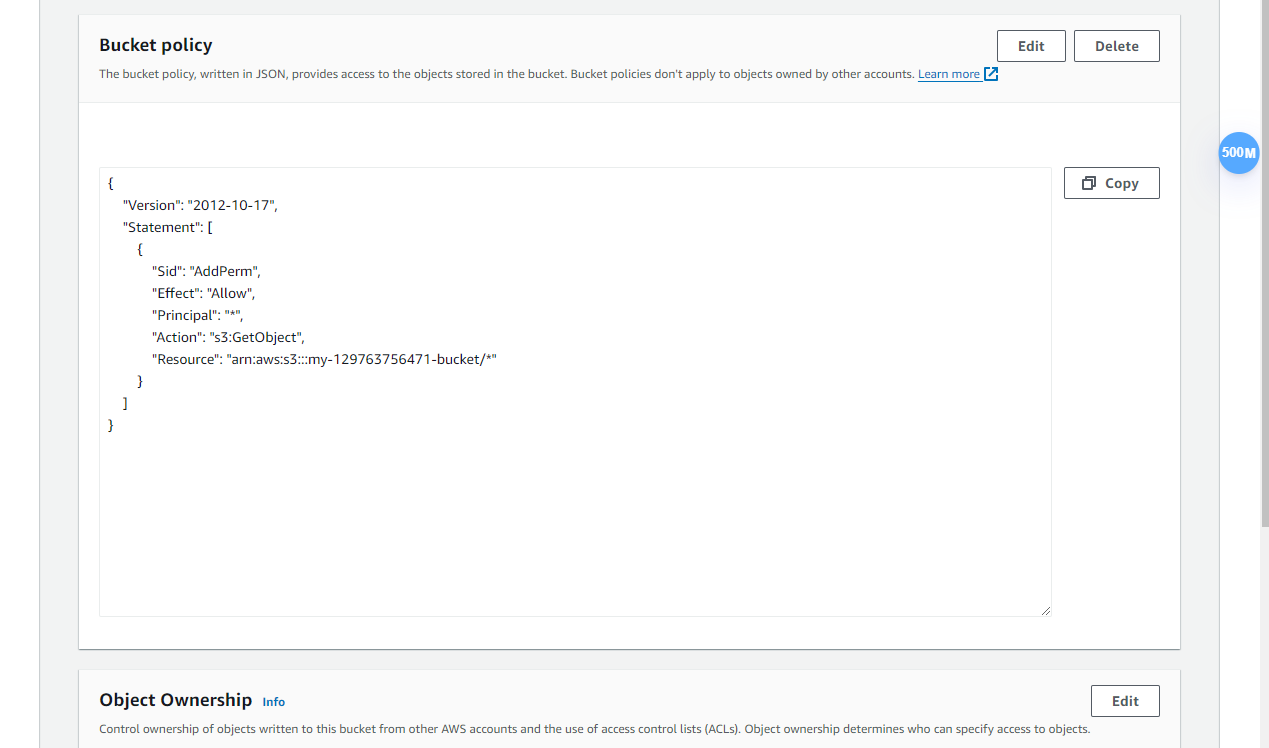 Bucket policy
Edit
Delete
The bucket policy, written in JSON, provides access to the objects stored in the bucket. Bucket policies don't apply to objects owned by other accounts. Learn more
500M
Copy
{
"Version": "2012-10-17",
"Statement": [
{
"Sid": "AddPerm",
"Effect": "Allow",
"Principal": "*",
"Action": "s3:GetObject",
"Resource": "arn:aws:s3:::my-129763756471-bucket/*"
}
]
}
Object Ownership Info
Edit
Control ownership of objects written to this bucket from other AWS accounts and the use of access control lists (ACLs). Object ownership determines who can specify access to objects.